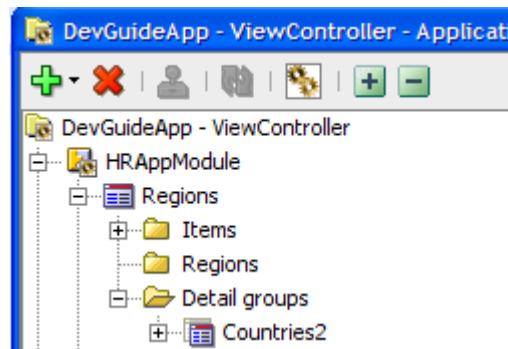 DevGuideApp - ViewController - Applicat
DevGuideApp - ViewController
HRAppModule
Regions
Items
Regions
Detail groups
Countries2